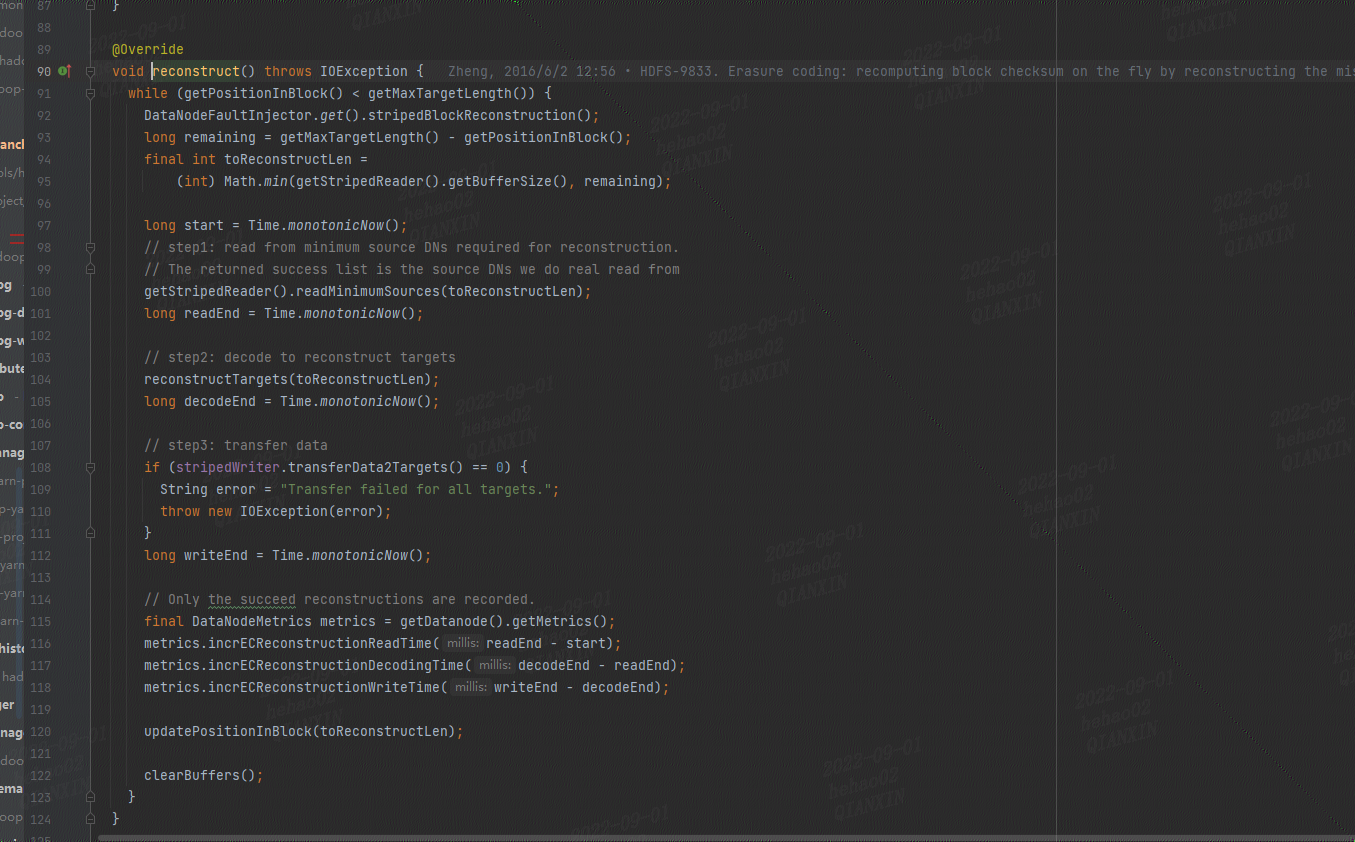 87 }
88
89 @Override
90 void reconstruct() throws IOException { Zheng, 2016/6/2 12:56 • HDFS-9833. Erasure coding: recomputing block checksum on the fly by reconstructing the mis
91 while (getPositionInBlock() < getMaxTargetLength()) {
92 DataNodeFaultInjector.get().stripedBlockReconstruction();
93 long remaining = getMaxTargetLength() - getPositionInBlock();
94 final int toReconstructLen =
95 (int) Math.min(getStripedReader().getBufferSize(), remaining);
96
97 long start = Time.monotonicNow();
98 // step1: read from minimum source DNs required for reconstruction.
99 // The returned success list is the source DNs we do real read from
100 getStripedReader().readMinimumSources(toReconstructLen);
101 long readEnd = Time.monotonicNow();
102
103 // step2: decode to reconstruct targets
104 reconstructTargets(toReconstructLen);
105 long decodeEnd = Time.monotonicNow();
106
107 // step3: transfer data
108 if (stripedWriter.transferData2Targets() == 0) {
109 String error = "Transfer failed for all targets.";
110 throw new IOException(error);
111 }
112 long writeEnd = Time.monotonicNow();
113
114 // Only the succeed reconstructions are recorded.
115 final DataNodeMetrics metrics = getDatanode().getMetrics();
116 metrics.incrECReconstructionReadTime( millis: readEnd - start);
117 metrics.incrECReconstructionDecodingTime( millis: decodeEnd - readEnd);
118 metrics.incrECReconstructionWriteTime( millis: writeEnd - decodeEnd);
119
120 updatePositionInBlock(toReconstructLen);
121
122 clearBuffers();
123 }
124 }
2022-09-01
hehao02
QIANXIN